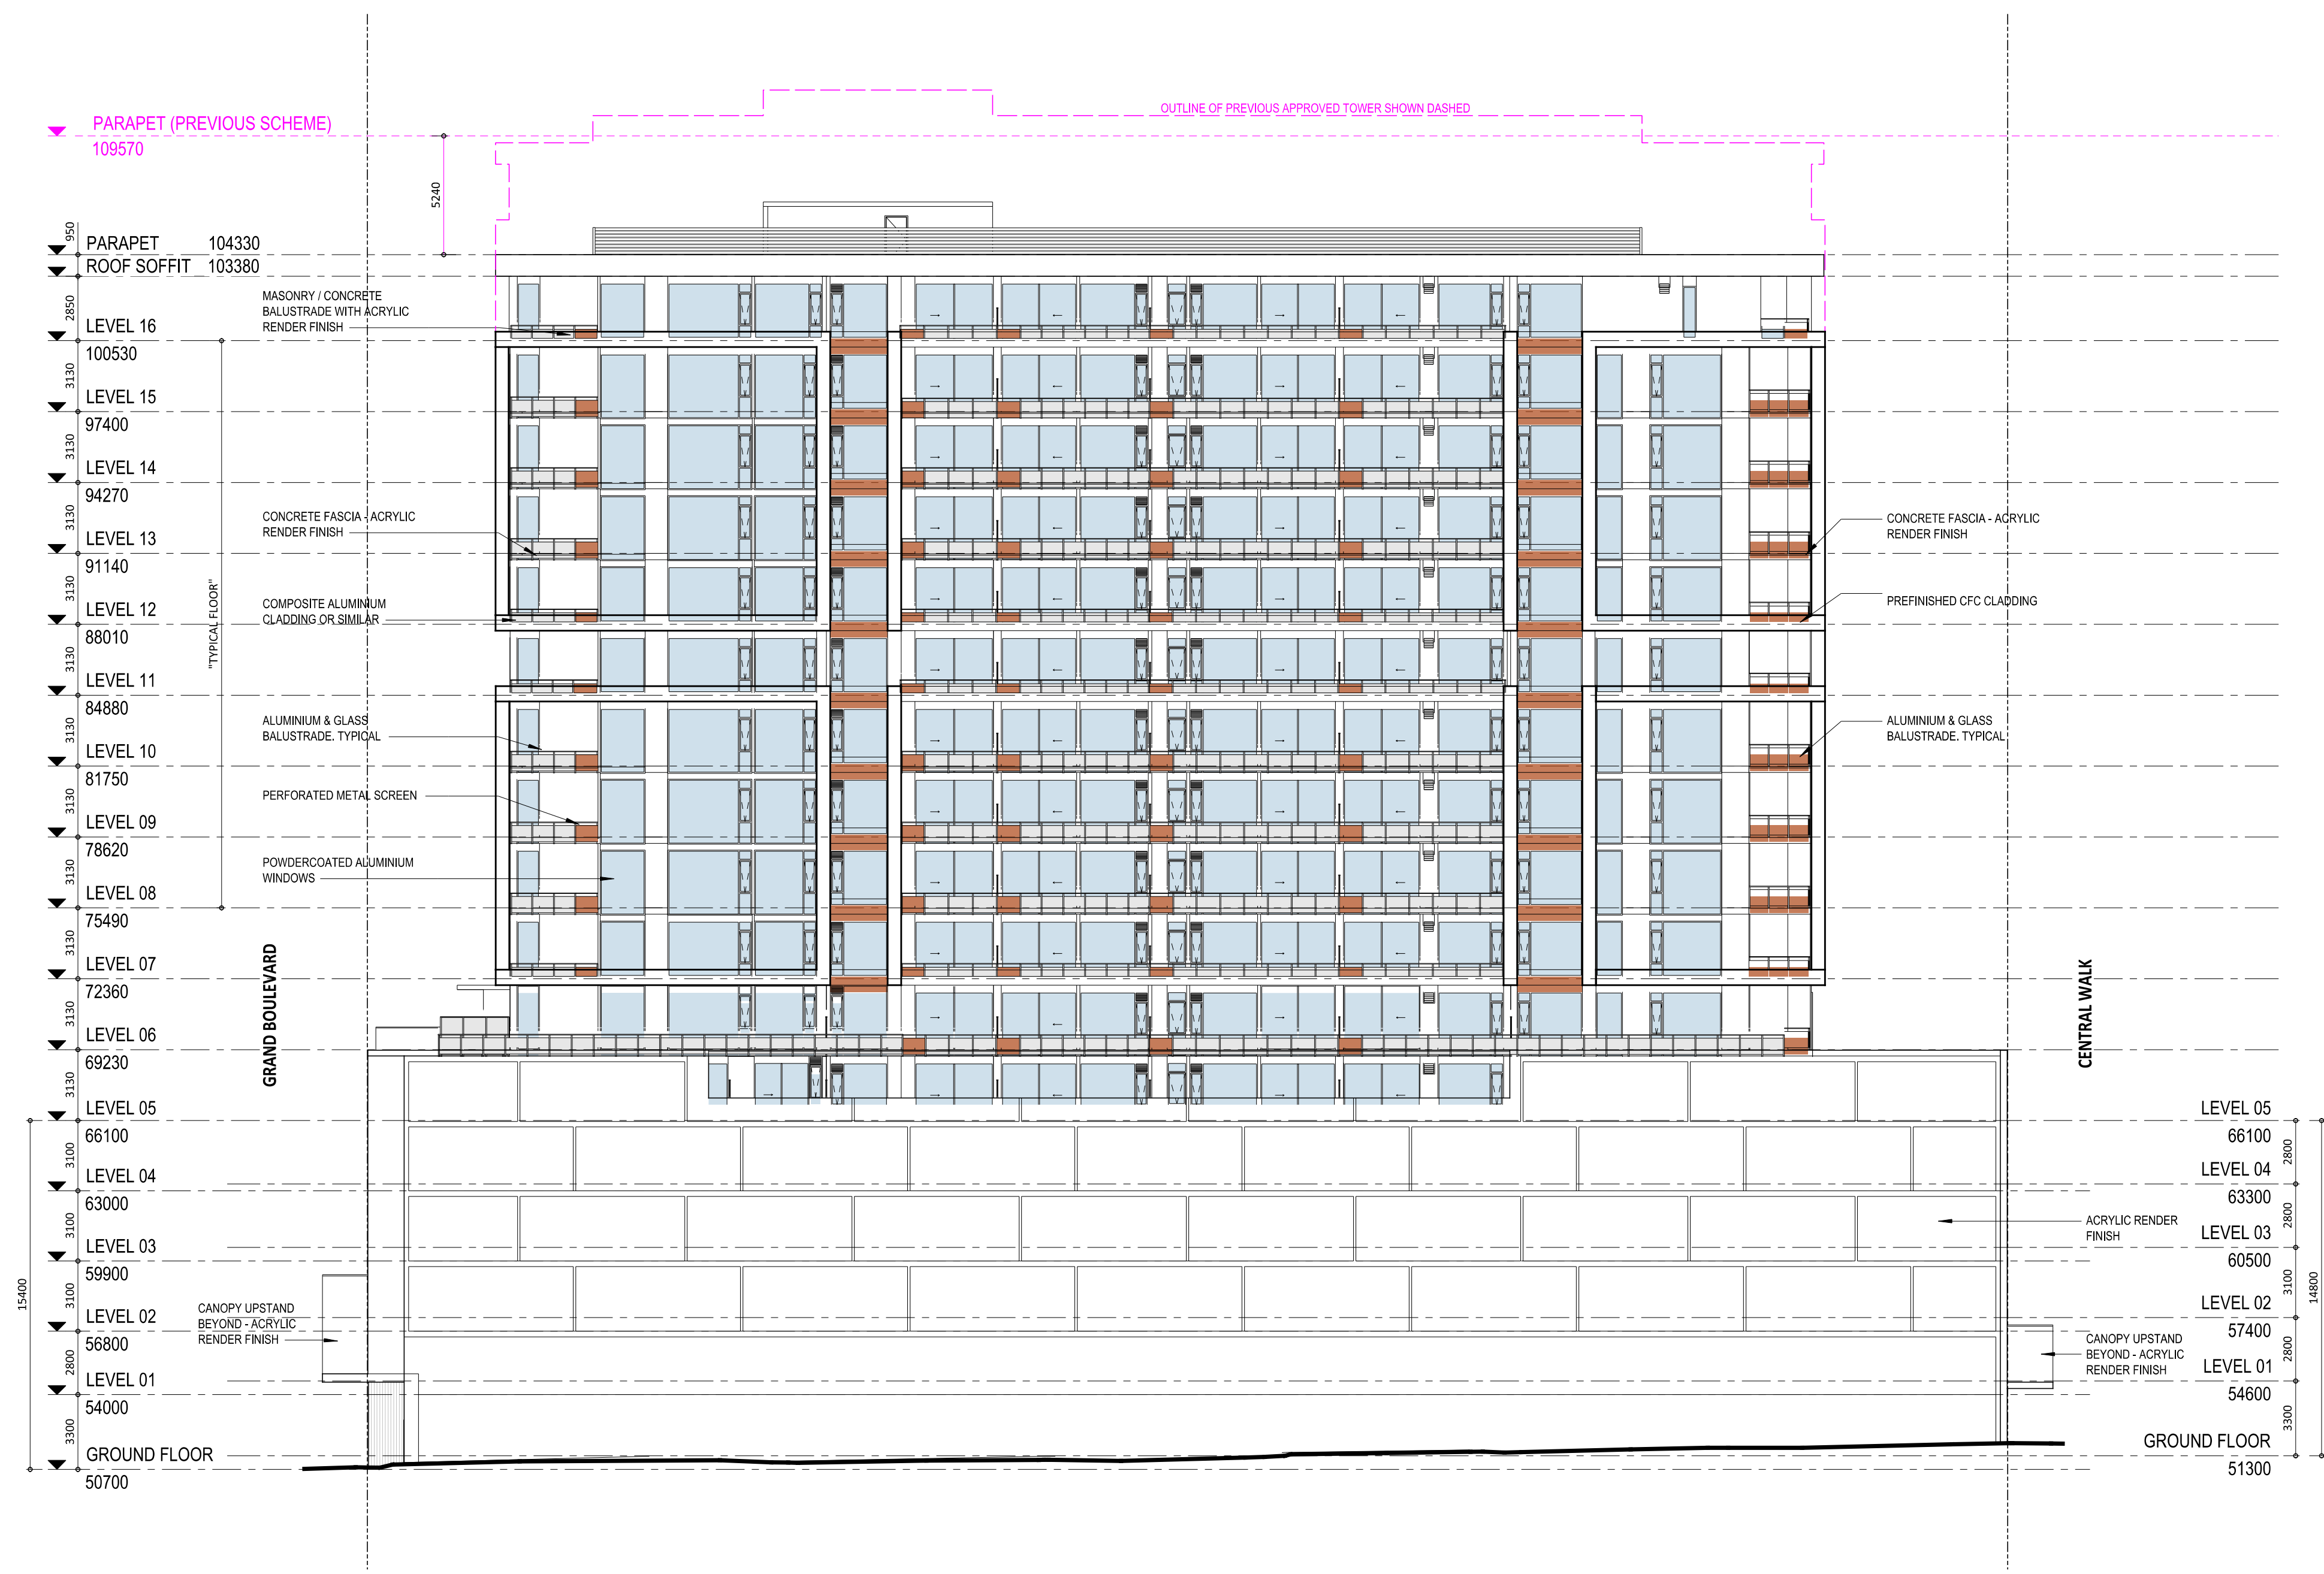 OUTLINE OF PREVIOUS APPROVED TOWER SHOWN DASHED
PARAPET (PREVIOUS SCHEME)
109570
5240
950
PARAPET 104330
ROOF SOFFIT 103380
2850
LEVEL 16
100530
3130
LEVEL 15
97400
3130
LEVEL 14
94270
3130
LEVEL 13
91140
3130
LEVEL 12
88010
3130
LEVEL 11
84880
3130
LEVEL 10
81750
3130
LEVEL 09
78620
3130
LEVEL 08
75490
3130
LEVEL 07
72360
3130
LEVEL 06
69230
3130
LEVEL 05
66100
3100
LEVEL 04
63000
3100
LEVEL 03
59900
3100
LEVEL 02
56800
2800
LEVEL 01
54000
3300
GROUND FLOOR
50700
15400
"TYPICAL FLOOR"
GRAND BOULEVARD
MASONRY / CONCRETE
BALUSTRADE WITH ACRYLIC
RENDER FINISH
CONCRETE FASCIA - ACRYLIC
RENDER FINISH
COMPOSITE ALUMINIUM
CLADDING OR SIMILAR
ALUMINIUM & GLASS
BALUSTRADE. TYPICAL
PERFORATED METAL SCREEN
POWDERCOATED ALUMINIUM
WINDOWS
CANOPY UPSTAND
BEYOND - ACRYLIC
RENDER FINISH
CONCRETE FASCIA - ACRYLIC
RENDER FINISH
PREFINISHED CFC CLADDING
ALUMINIUM & GLASS
BALUSTRADE. TYPICAL
CENTRAL WALK
ACRYLIC RENDER
FINISH
CANOPY UPSTAND
BEYOND - ACRYLIC
RENDER FINISH
LEVEL 05
66100
2800
LEVEL 04
63300
2800
LEVEL 03
60500
3100
LEVEL 02
57400
2800
LEVEL 01
54600
3300
GROUND FLOOR
51300
14800